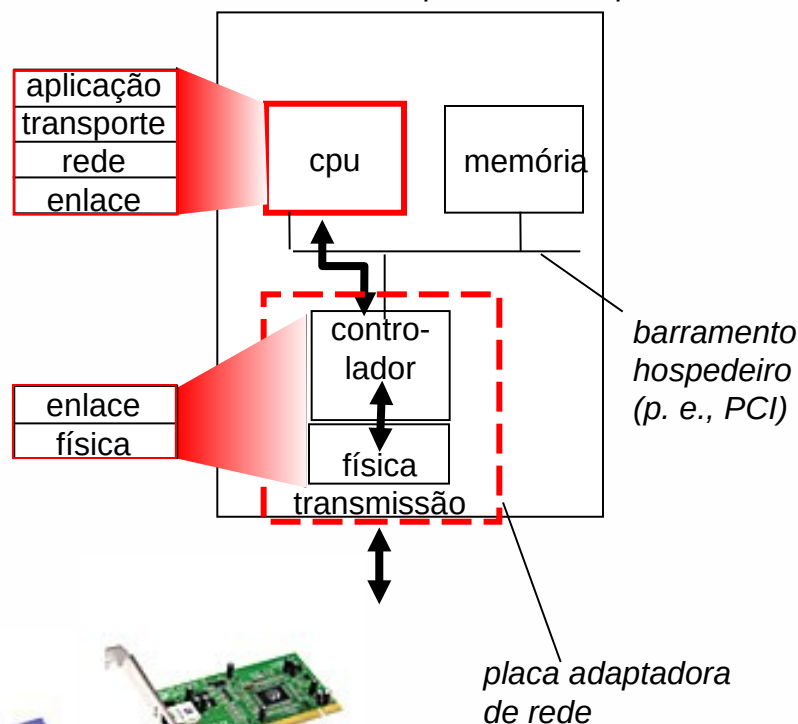 aplicação
transporte
rede
enlace
cpu
memória
contro-
lador
barramento
hospedeiro
(p. e., PCI)
enlace
física
física
transmissão
placa adaptadora
de rede